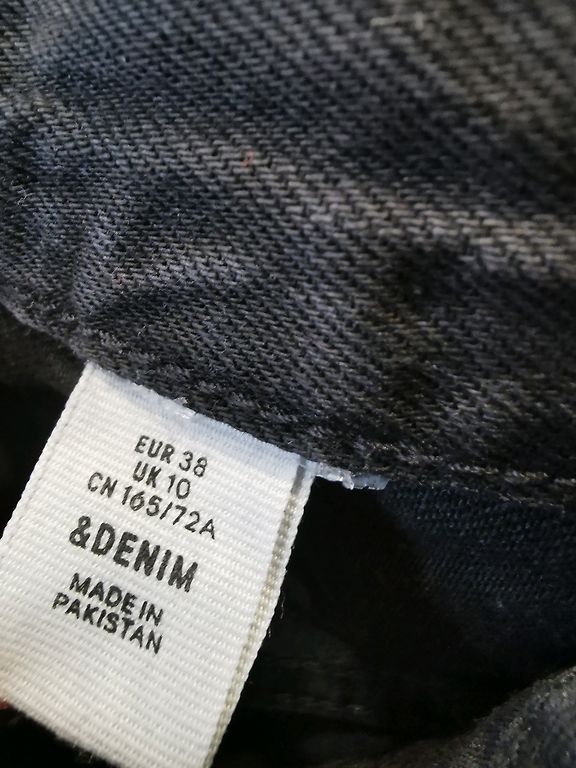 EUR 38
UK 10
CN 165/72A
&DENIM
MADE IN
PAKISTAN